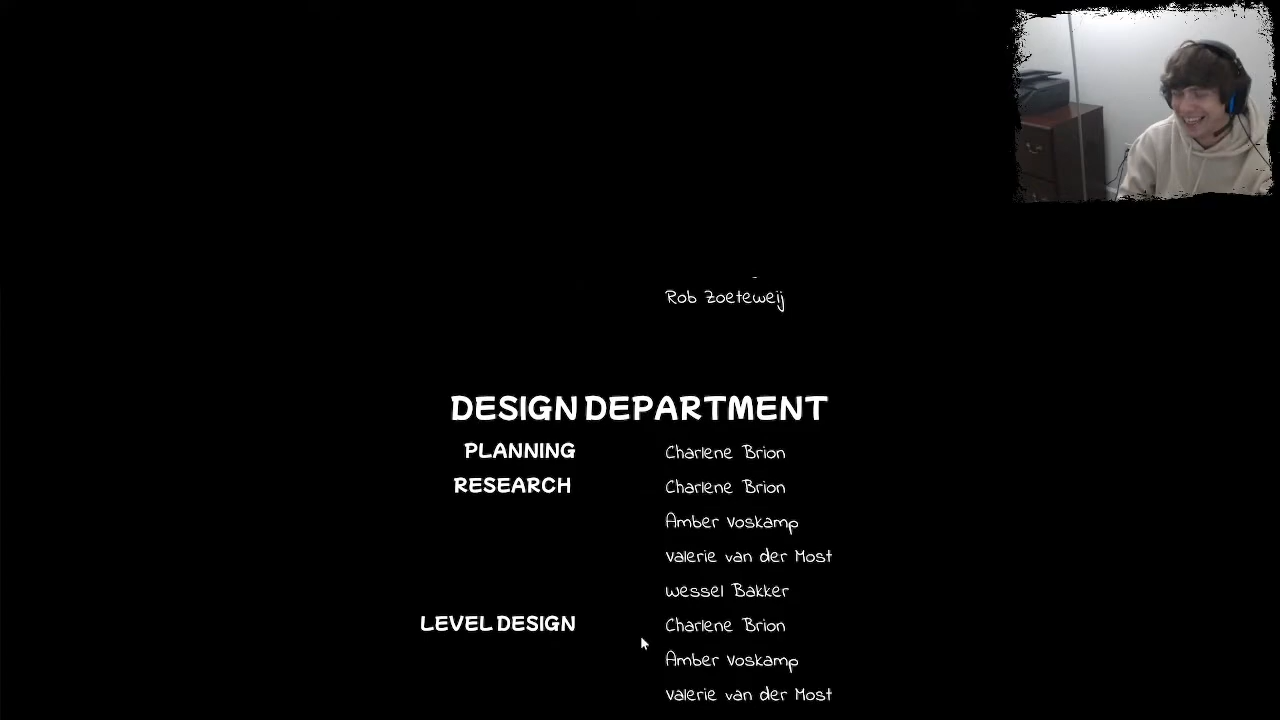 Rob Zoeteweij
DESIGN DEPARTMENT
PLANNING Charlene Brion
RESEARCH Charlene Brion
Amber Voskamp
Valerie van der Most
Wessel Bakker
LEVEL DESIGN Charlene Brion
Amber Voskamp
Valerie van der Most